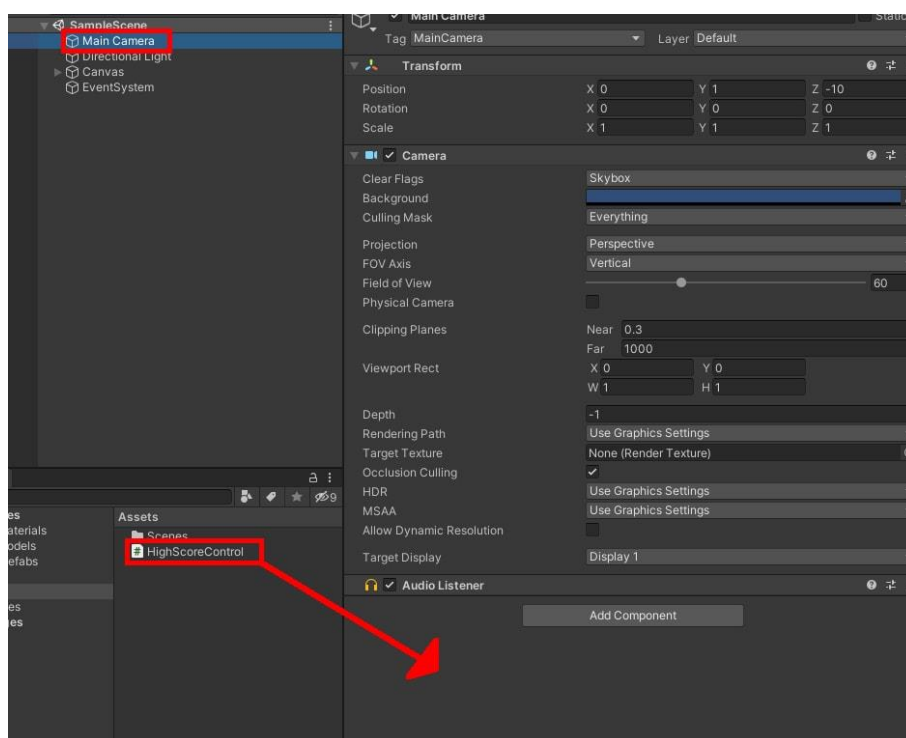 SampleScene
Main Camera
Directional Light
Canvas
EventSystem
Main Camera
Static
Tag MainCamera Layer Default
Transform
Position X 0 Y 1 Z -10
Rotation X 0 Y 0 Z 0
Scale X 1 Y 1 Z 1
Camera
Clear Flags Skybox
Background
Culling Mask Everything
Projection Perspective
FOV Axis Vertical
Field of View 60
Physical Camera
Clipping Planes Near 0.3
Far 1000
Viewport Rect X 0 Y 0
W 1 H 1
Depth -1
Rendering Path Use Graphics Settings
Target Texture None (Render Texture)
Occlusion Culling
HDR Use Graphics Settings
MSAA Use Graphics Settings
Allow Dynamic Resolution
Target Display Display 1
Audio Listener
Add Component
9
es
aterials
odels
efabs
es
es
Assets
Scenes
HighScoreControl